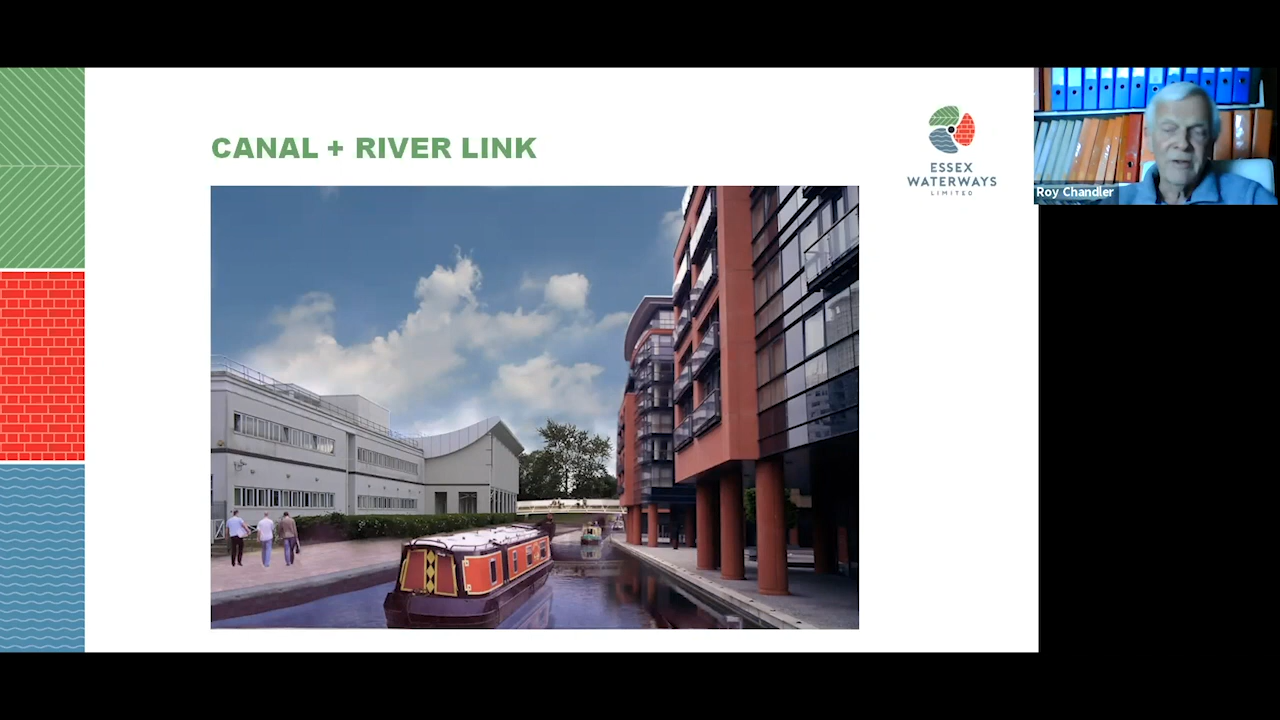 CANAL + RIVER LINK
ESSEX
WATERWAYS
LIMITED
Roy Chandler